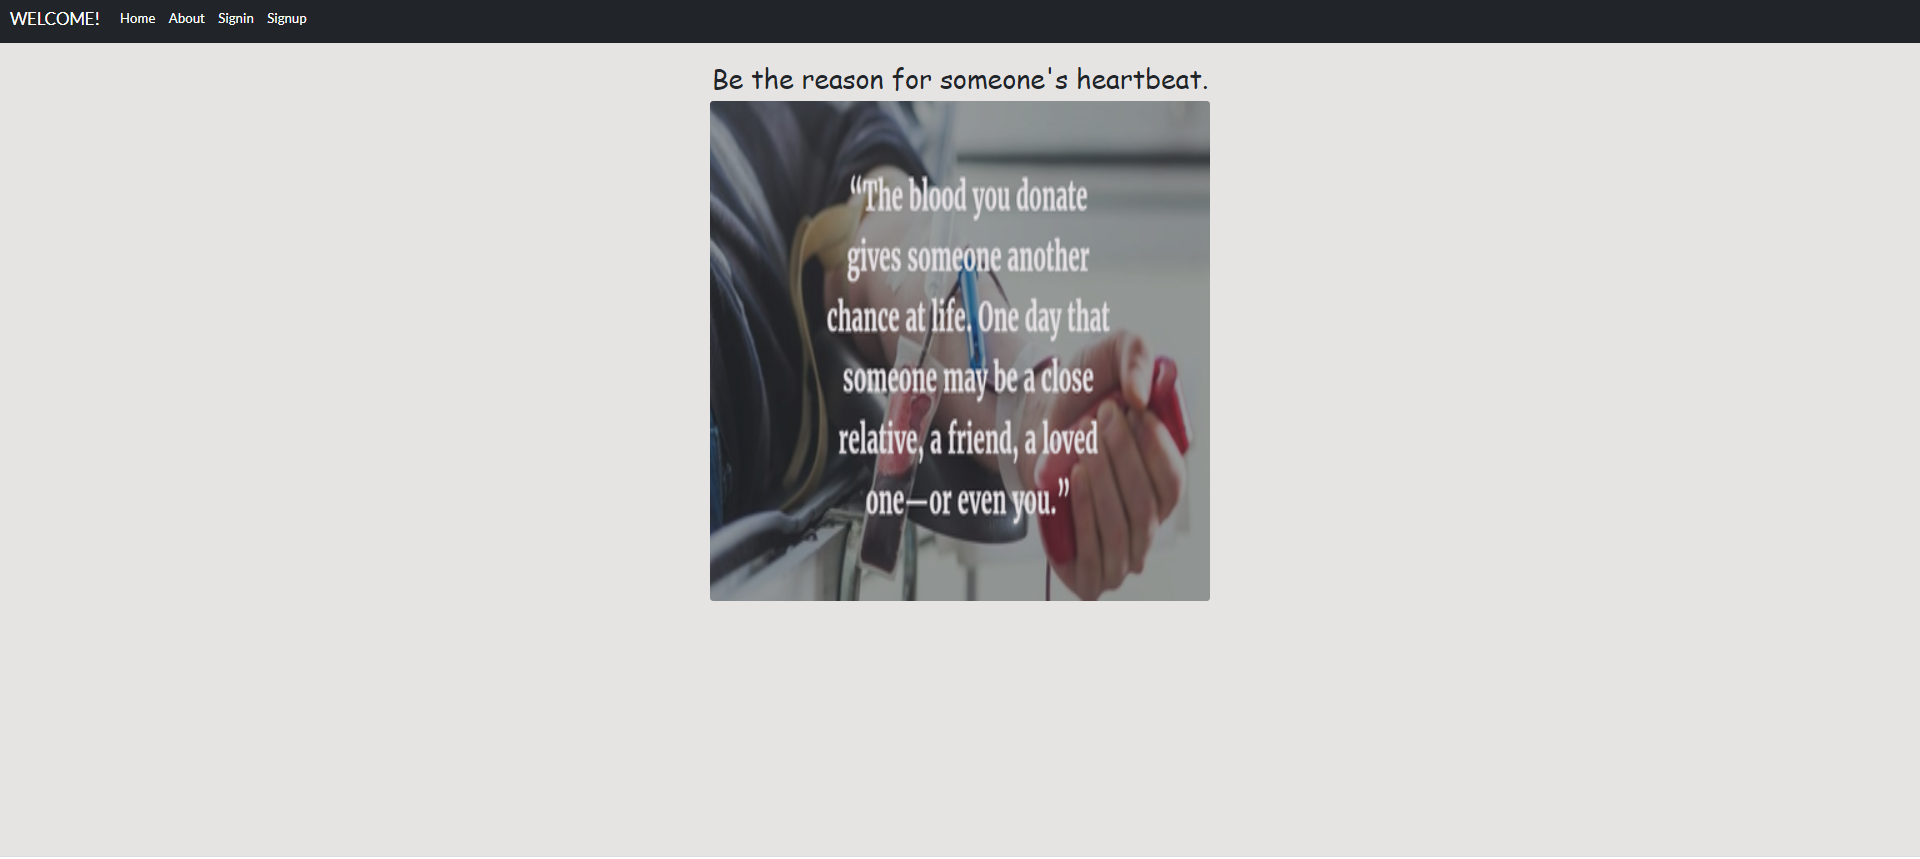 WELCOME! Home About Signin Signup
Be the reason for someone's heartbeat.
“The blood you donate
gives someone another
chance at life. One day that
someone may be a close
relative, a friend, a loved
one—or even you.”